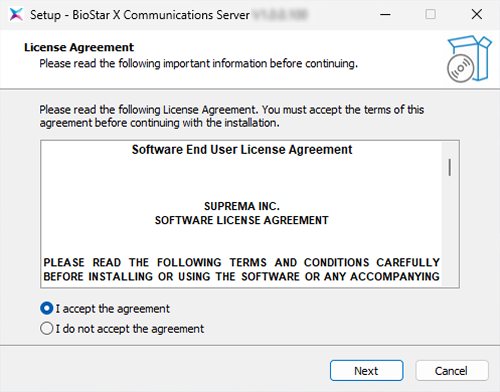 Setup - BioStar X Communications Server
License Agreement
Please read the following important information before continuing.
Please read the following License Agreement. You must accept the terms of this
agreement before continuing with the installation.
Software End User License Agreement
SUPREMA INC.
SOFTWARE LICENSE AGREEMENT
PLEASE READ THE FOLLOWING TERMS AND CONDITIONS CAREFULLY
BEFORE INSTALLING OR USING THE SOFTWARE OR ANY ACCOMPANYING
I accept the agreement
I do not accept the agreement
Next
Cancel